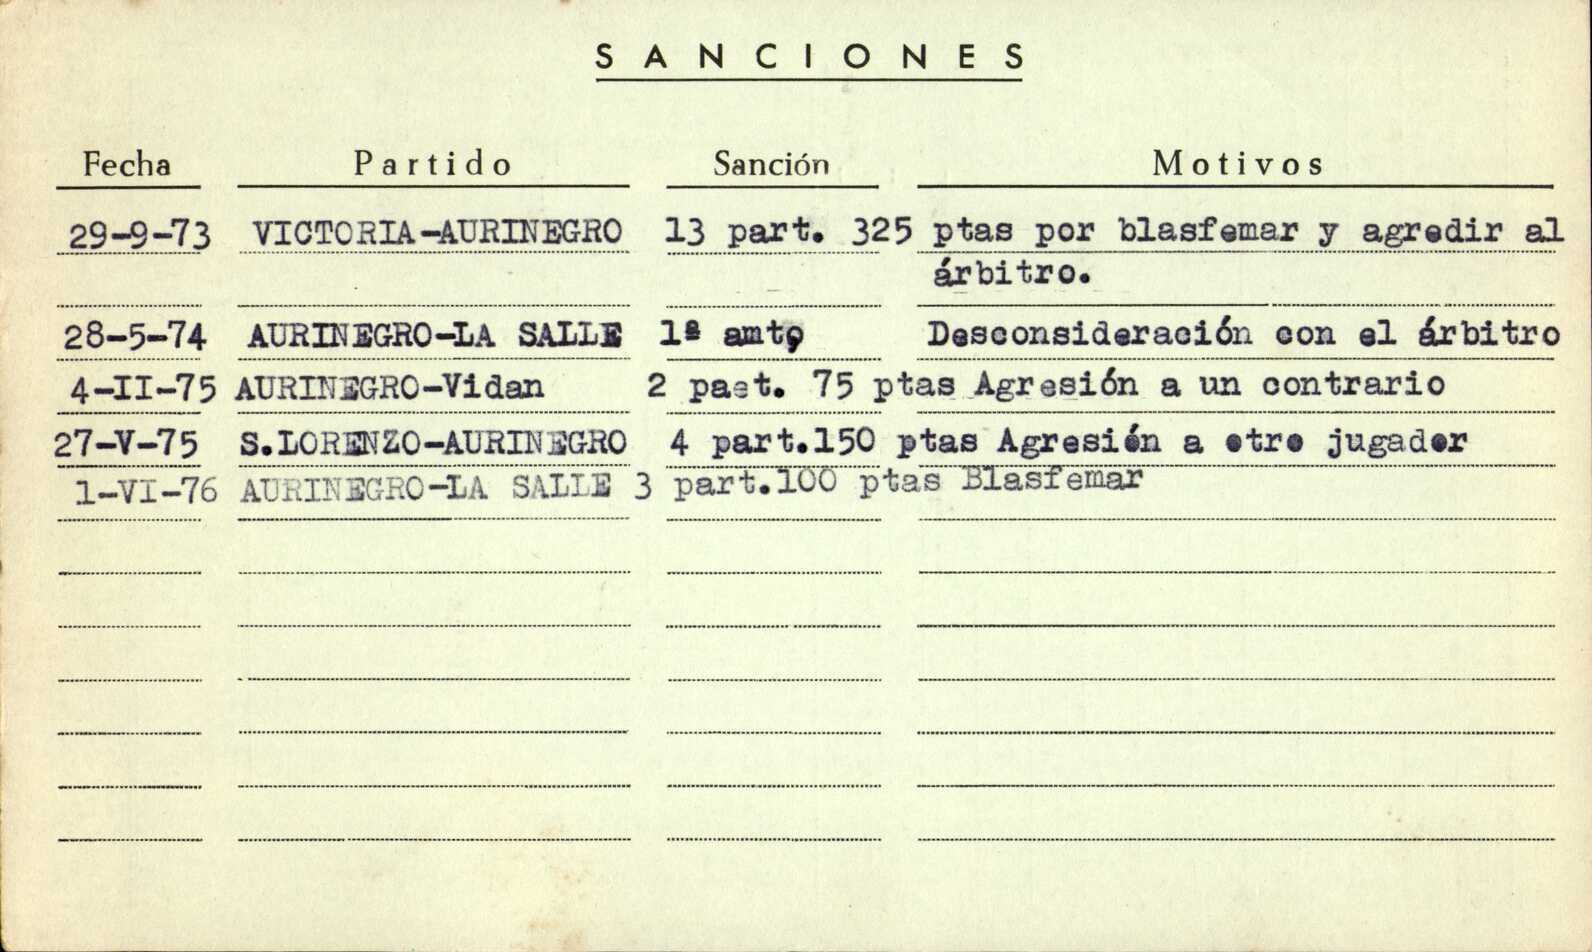 SANCIONES
Fecha Partido Sanción Motivos
29-9-73 VICTORIA-AURINEGRO 13 part. 325 ptas por blasfemar y agredir al
árbitro.
28-5-74 AURINEGRO-LA SALLE 1ª amtº Desconsideración con el árbitro
4-II-75 AURINEGRO-Vidan 2 paet. 75 ptas Agresión a un contrario
27-V-75 S.LORENZO-AURINEGRO 4 part.150 ptas Agresión a otro jugador
1-VI-76 AURINEGRO-LA SALLE 3 part.100 ptas Blasfemar